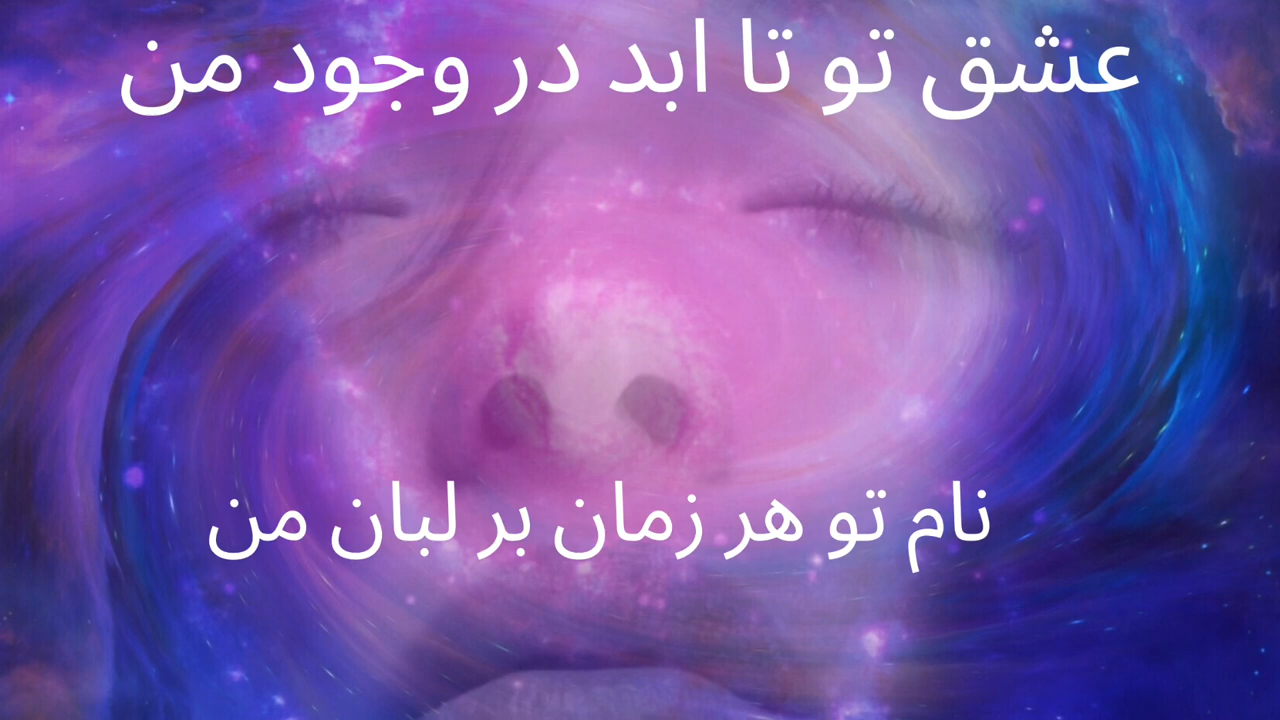 عشق تو تا ابد در وجود من
نام تو هر زمان بر لبان من